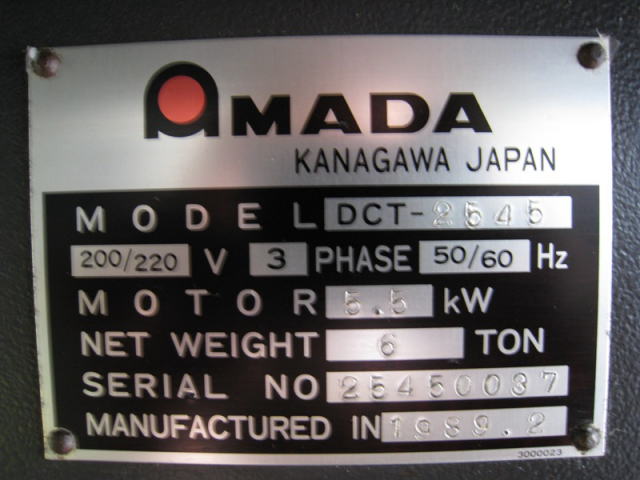 AMADA
KANAGAWA JAPAN
MODEL DCT-2545
200/220 V 3 PHASE 50/60 Hz
MOTOR 5.5 kW
NET WEIGHT 6 TON
SERIAL NO 25450037
MANUFACTURED IN 1989.2
3000023